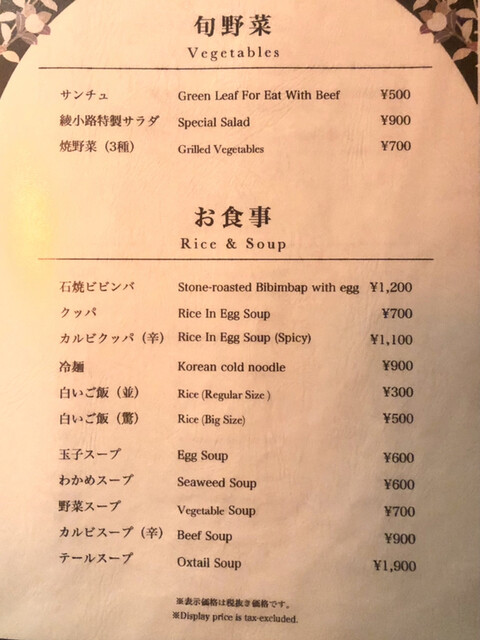 旬野菜
Vegetables
サンチュ Green Leaf For Eat With Beef ¥500
綾小路特製サラダ Special Salad ¥900
焼野菜（3種） Grilled Vegetables ¥700
お食事
Rice & Soup
石焼ビビンバ Stone-roasted Bibimbap with egg ¥1,200
クッパ Rice In Egg Soup ¥700
カルビクッパ（辛） Rice In Egg Soup (Spicy) ¥1,100
冷麺 Korean cold noodle ¥900
白いご飯（並） Rice (Regular Size ) ¥300
白いご飯（驚） Rice (Big Size) ¥500
玉子スープ Egg Soup ¥600
わかめスープ Seaweed Soup ¥600
野菜スープ Vegetable Soup ¥700
カルビスープ（辛） Beef Soup ¥900
テールスープ Oxtail Soup ¥1,900
※表示価格は税抜き価格です。
※Display price is tax-excluded.